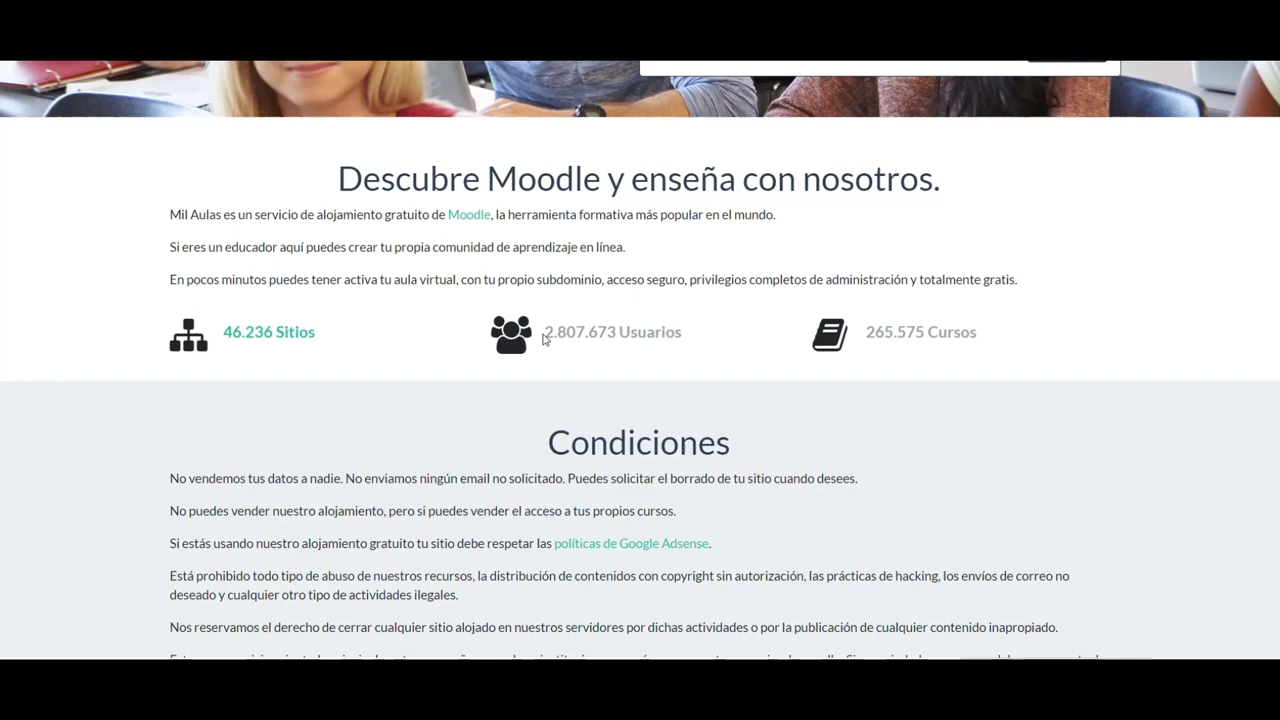 Descubre Moodle y enseña con nosotros.
Mil Aulas es un servicio de alojamiento gratuito de Moodle, la herramienta formativa más popular en el mundo.
Si eres un educador aquí puedes crear tu propia comunidad de aprendizaje en línea.
En pocos minutos puedes tener activa tu aula virtual, con tu propio subdominio, acceso seguro, privilegios completos de administración y totalmente gratis.
46.236 Sitios
2.807.673 Usuarios
265.575 Cursos
Condiciones
No vendemos tus datos a nadie. No enviamos ningún email no solicitado. Puedes solicitar el borrado de tu sitio cuando desees.
No puedes vender nuestro alojamiento, pero si puedes vender el acceso a tus propios cursos.
Si estás usando nuestro alojamiento gratuito tu sitio debe respetar las políticas de Google Adsense.
Está prohibido todo tipo de abuso de nuestros recursos, la distribución de contenidos con copyright sin autorización, las prácticas de hacking, los envíos de correo no
deseado y cualquier otro tipo de actividades ilegales.
Nos reservamos el derecho de cerrar cualquier sitio alojado en nuestros servidores por dichas actividades o por la publicación de cualquier contenido inapropiado.